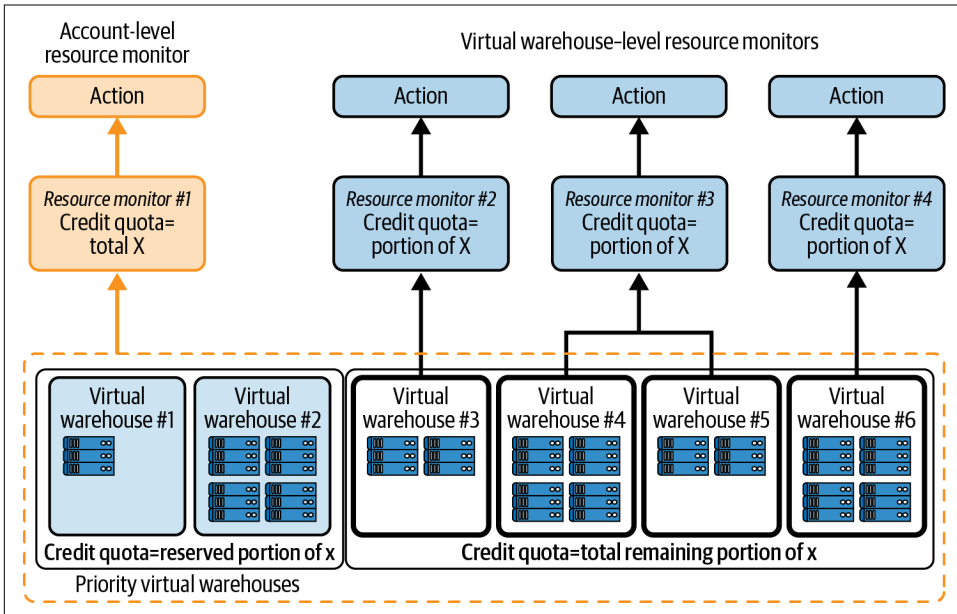 Account-level
resource monitor
Virtual warehouse–level resource monitors
Action
Action
Action
Action
Resource monitor #1
Credit quota=
total X
Resource monitor #2
Credit quota=
portion of X
Resource monitor #3
Credit quota=
portion of X
Resource monitor #4
Credit quota=
portion of X
Virtual
warehouse #1
Virtual
warehouse #2
Virtual
warehouse #3
Virtual
warehouse #4
Virtual
warehouse #5
Virtual
warehouse #6
Credit quota=reserved portion of x
Credit quota=total remaining portion of x
Priority virtual warehouses